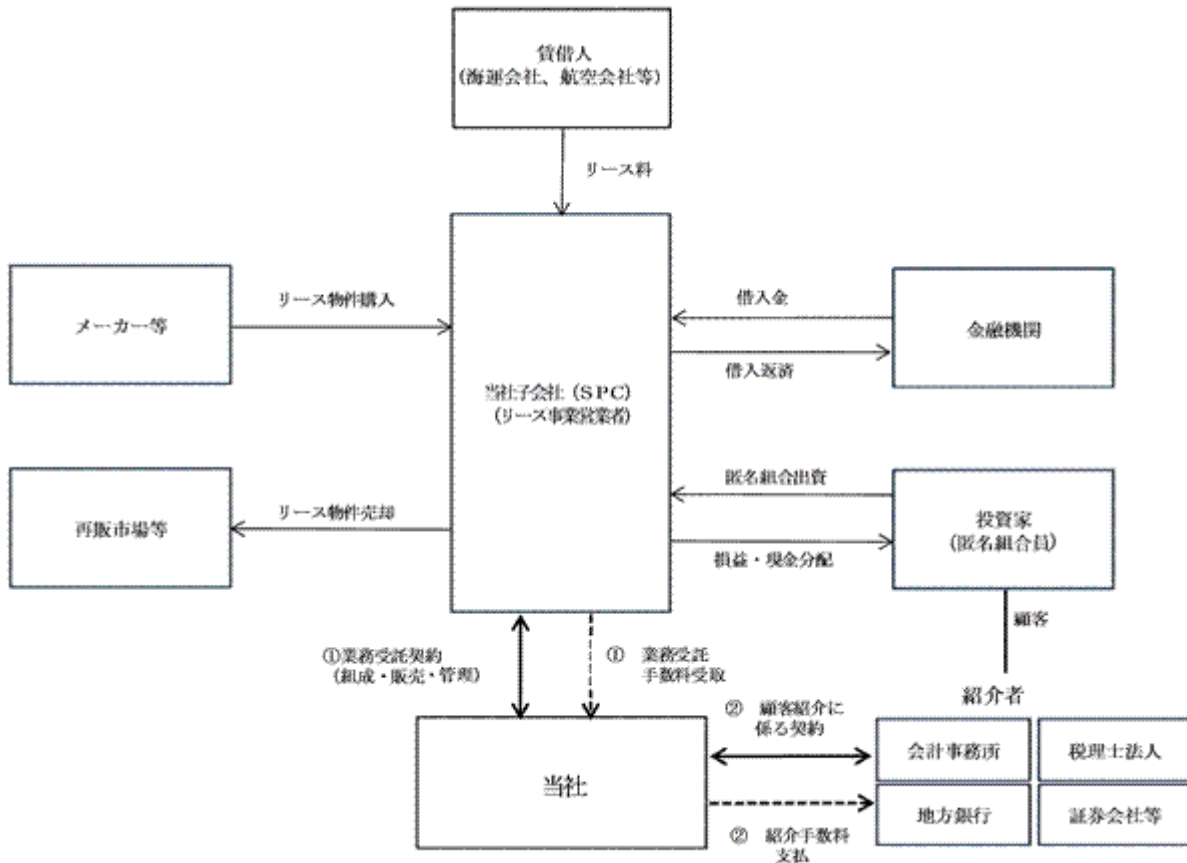 賃借人
(海運会社、航空会社等)
リース料
メーカー等
リース物件購入
借入金
金融機関
借入返済
当社子会社（ＳＰＣ）
(リース事業営業者)
再販市場等
リース物件売却
匿名組合出資
投資家
(匿名組合員)
損益・現金分配
顧客
①業務受託契約
(組成・販売・管理)
①　業務受託
手数料受取
紹介者
②　顧客紹介に
係る契約
会計事務所
税理士法人
当社
地方銀行
証券会社等
②　紹介手数料
支払